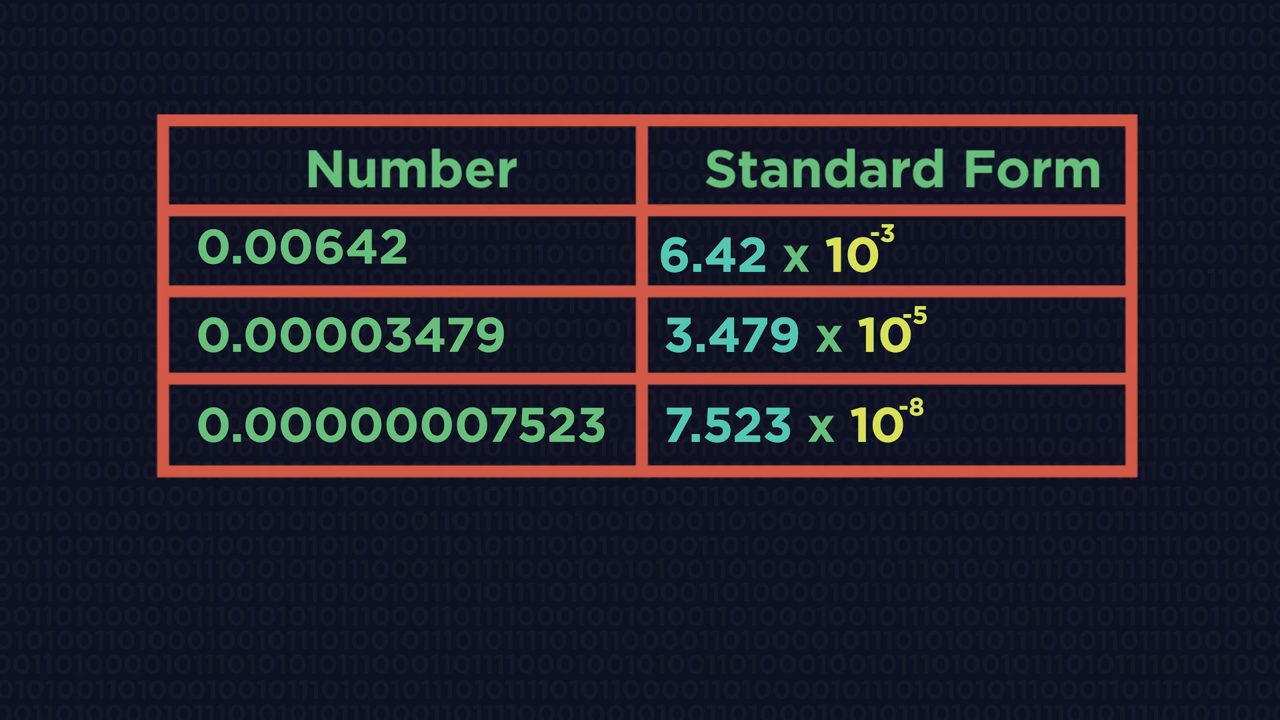 Number Standard Form
0.00642 6.42 x 10⁻³
0.00003479 3.479 x 10⁻⁵
0.00000007523 7.523 x 10⁻⁸